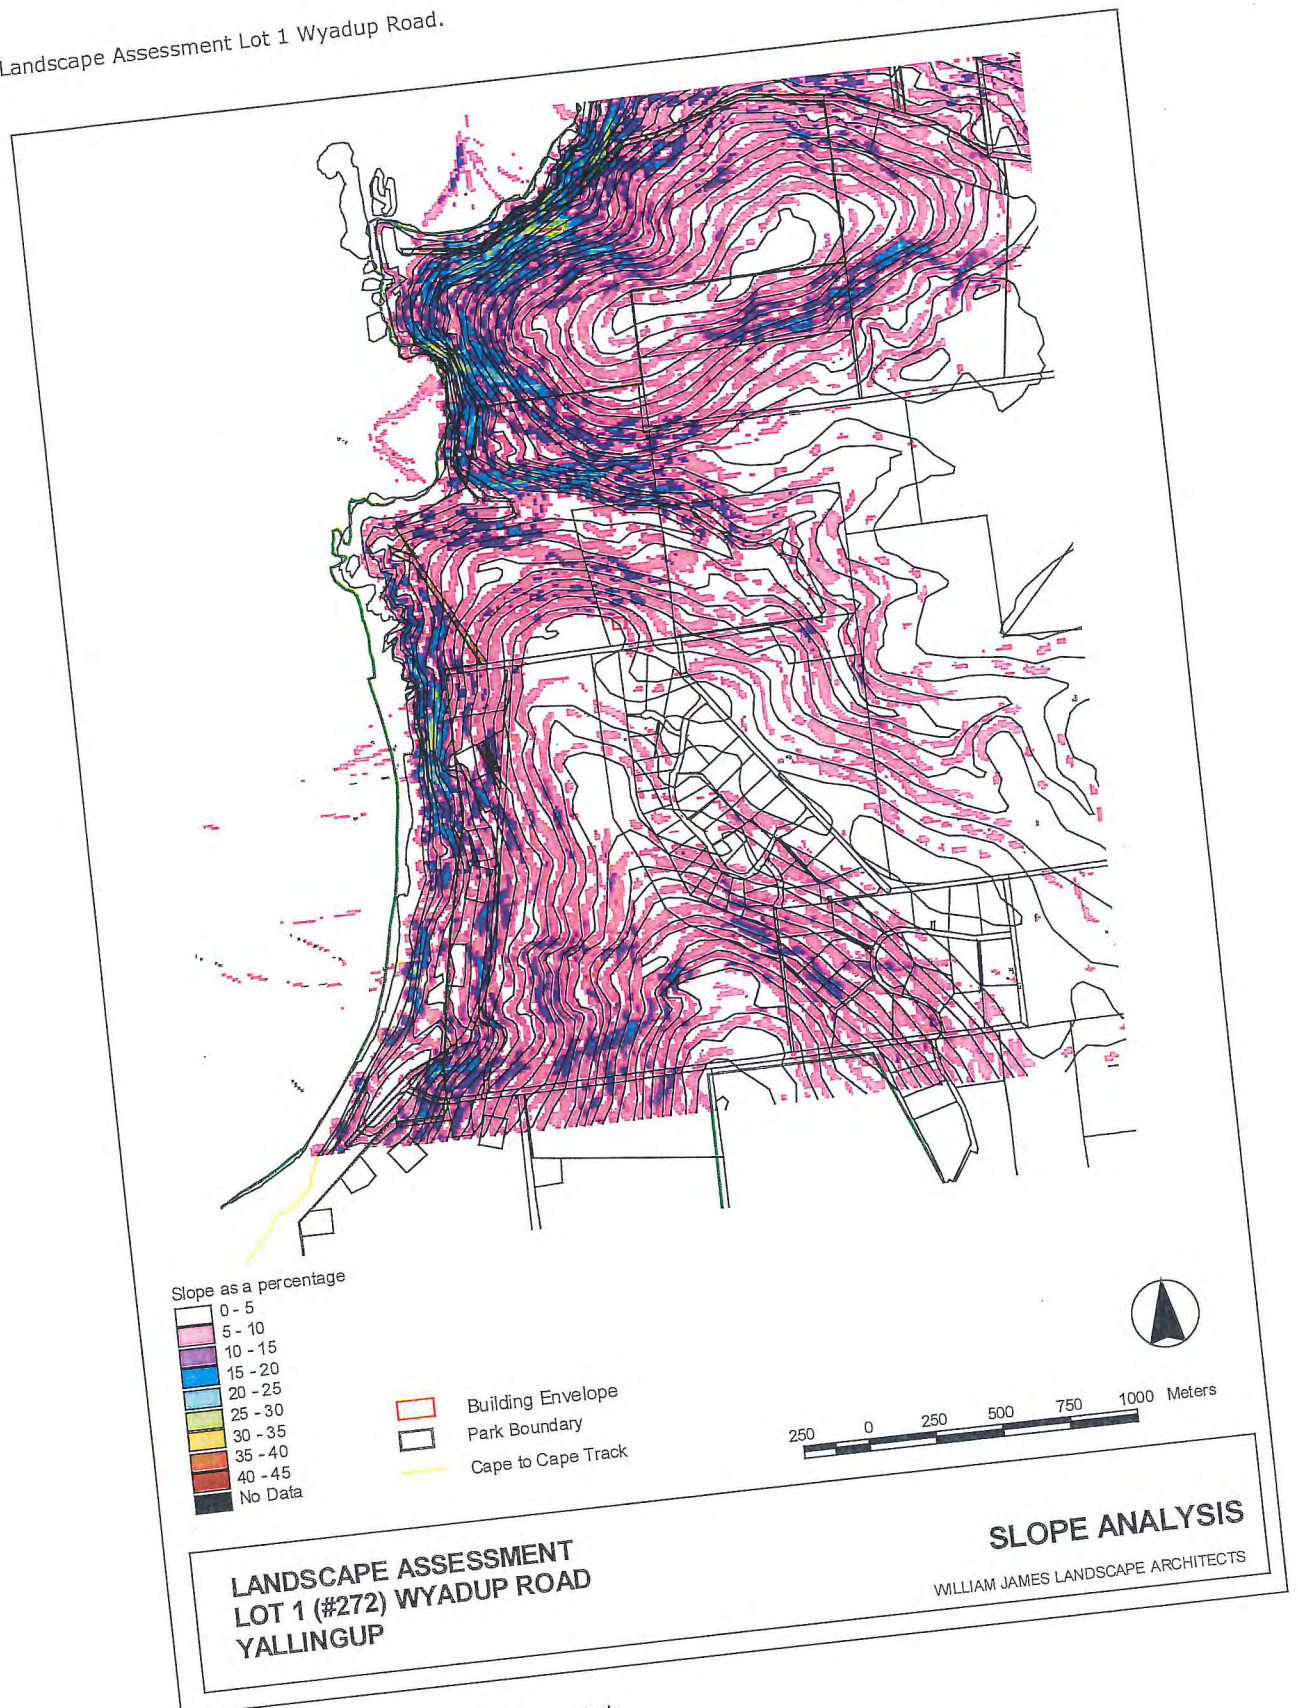 Landscape Assessment Lot 1 Wyadup Road.
Slope as a percentage
0 - 5
5 - 10
10 - 15
15 - 20
20 - 25
25 - 30
30 - 35
35 - 40
40 - 45
No Data
Building Envelope
Park Boundary
Cape to Cape Track
250 0 250 500 750 1000 Meters
LANDSCAPE ASSESSMENT
LOT 1 (#272) WYADUP ROAD
YALLINGUP
SLOPE ANALYSIS
WILLIAM JAMES LANDSCAPE ARCHITECTS